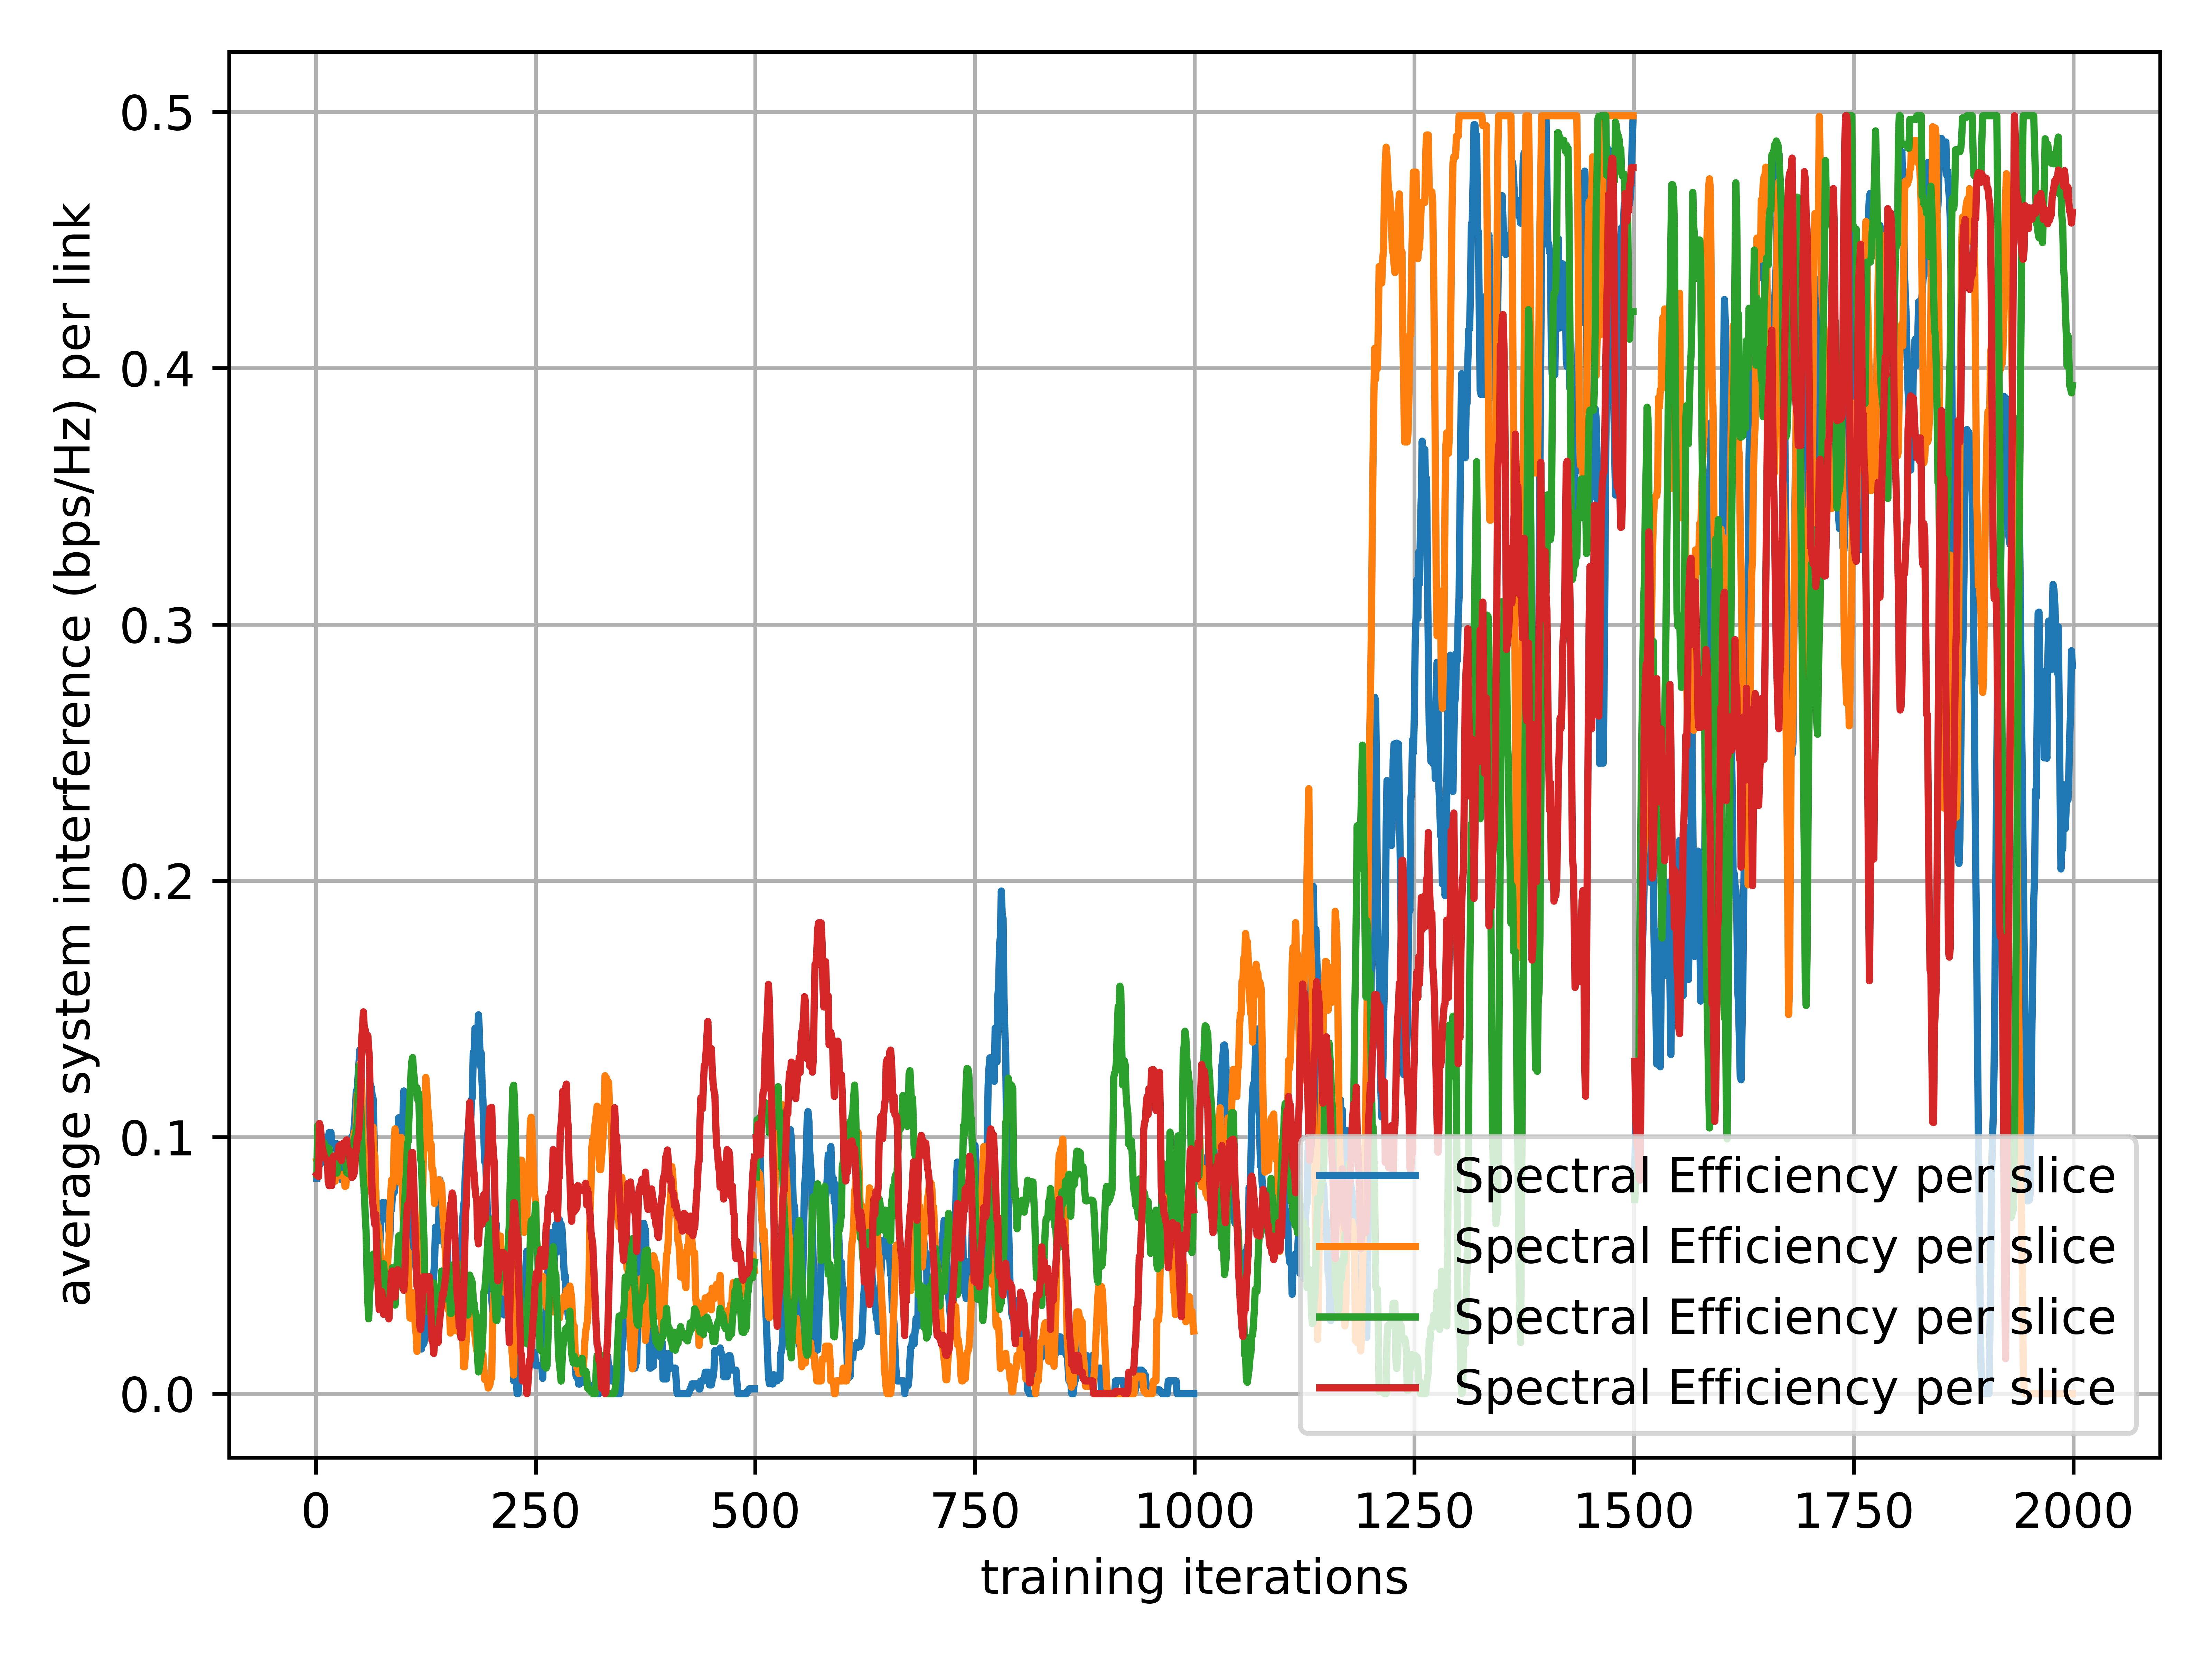 average system interference (bps/Hz) per link
0.5
0.4
0.3
0.2
0.1
0.0
Spectral Efficiency per slice
Spectral Efficiency per slice
Spectral Efficiency per slice
Spectral Efficiency per slice
0 250 500 750 1000 1250 1500 1750 2000
training iterations